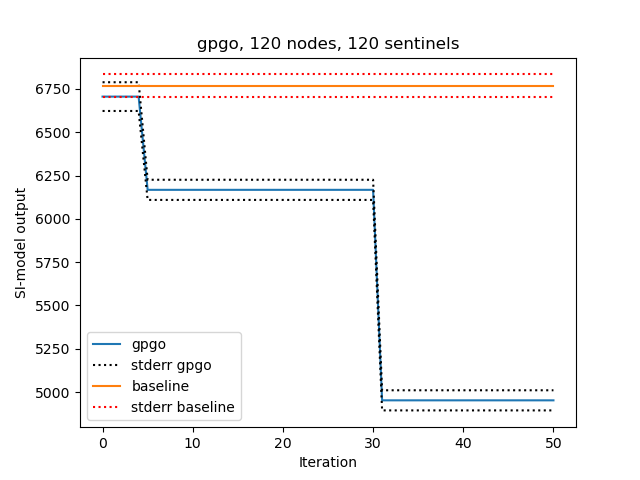 gpgo, 120 nodes, 120 sentinels
SI-model output
6750
6500
6250
6000
5750
5500
5250
5000
gpgo
stderr gpgo
baseline
stderr baseline
0 10 20 30 40 50
Iteration